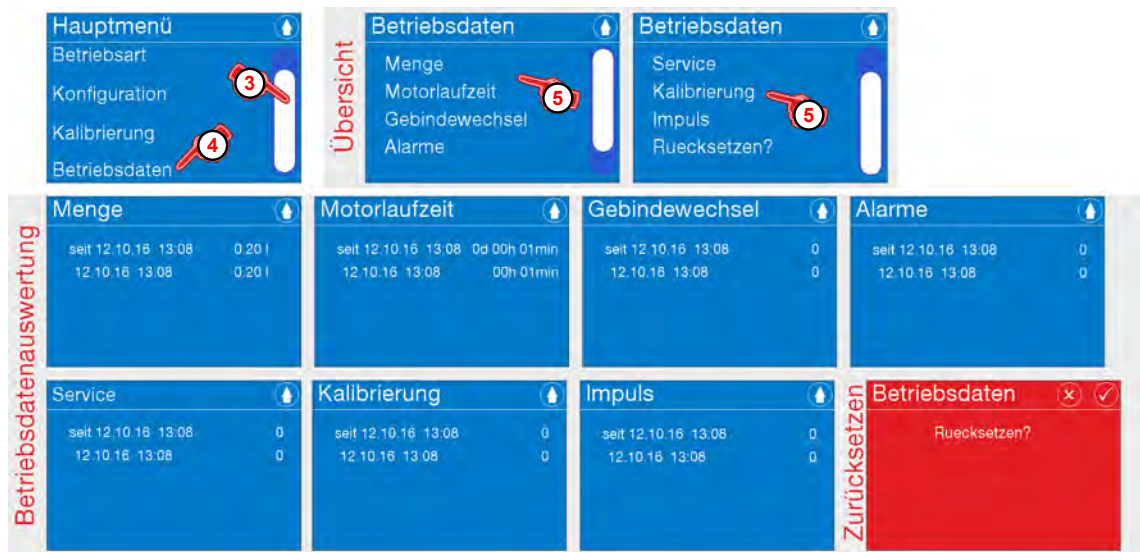 Hauptmenü
Betriebsart
Konfiguration
Kalibrierung
Betriebsdaten
3
4
Übersicht
Betriebsdaten
Menge
Motorlaufzeit
Gebindewechsel
Alarme
5
Betriebsdaten
Service
Kalibrierung
Impuls
Ruecksetzen?
5
Betriebsdatenauswertung
Menge
seit 12.10.16 13:08 0.20 l
12.10.16 13.08 0.20 l
Motorlaufzeit
seit 12.10.16 13:08 0d 00h 01min
12.10.16 13:08 00h 01min
Gebindewechsel
seit 12 10.16 13:08 0
12.10.16 13:08 0
Alarme
seit 12.10.16 13:08 0
12.10.16 13:08 0
Service
seit 12.10.16 13:08 0
12.10.16 13:08 0
Kalibrierung
seit 12.10.16 13:08 0
12.10.16 13 08 0
Impuls
seit 12.10.16 13:08 0
12.10.16 13:08 0
Zurücksetzen
Betriebsdaten
Ruecksetzen?